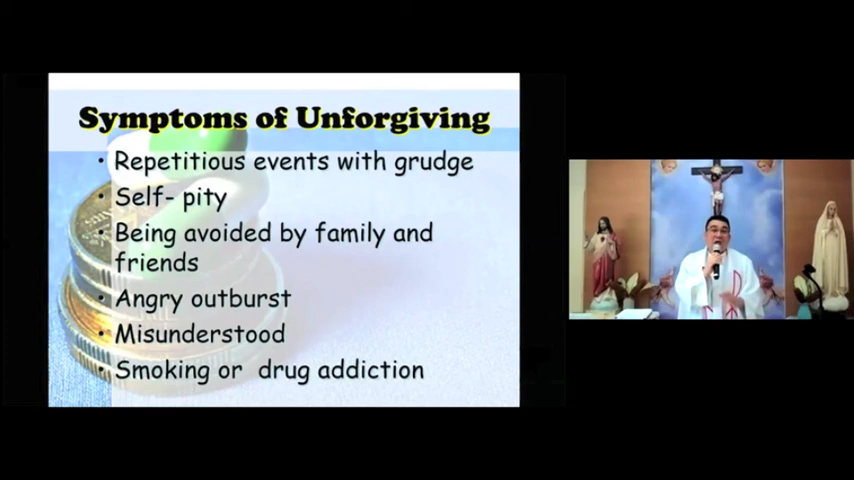 Symptoms of Unforgiving
• Repetitious events with grudge
• Self- pity
• Being avoided by family and
friends
• Angry outburst
• Misunderstood
• Smoking or  drug addiction